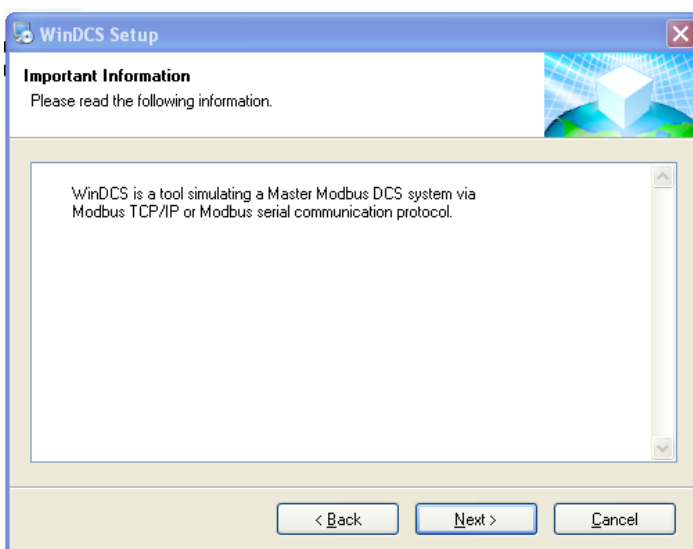 WinDCS Setup
Important Information
Please read the following information.
WinDCS is a tool simulating a Master Modbus DCS system via
Modbus TCP/IP or Modbus serial communication protocol.
< Back
Next >
Cancel